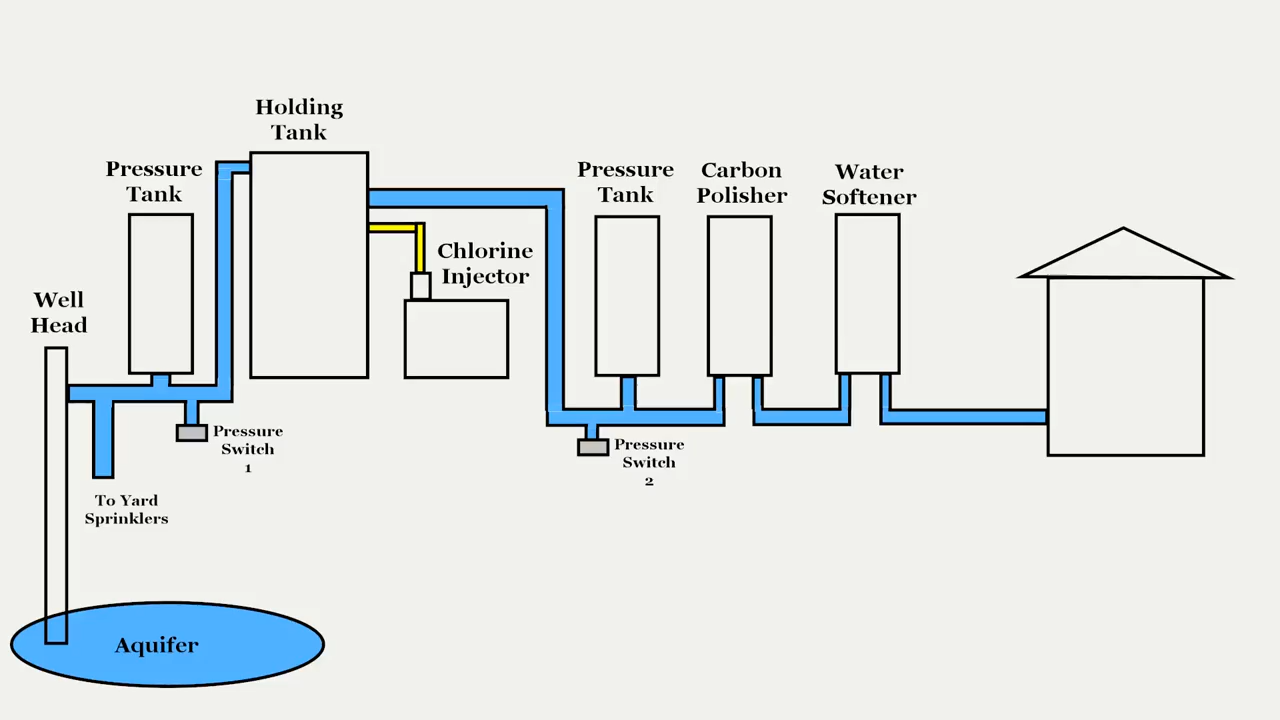 Holding
Tank
Pressure
Tank
Pressure
Tank
Carbon
Polisher
Water
Softener
Chlorine
Injector
Well
Head
Pressure
Switch
1
Pressure
Switch
2
To Yard
Sprinklers
Aquifer